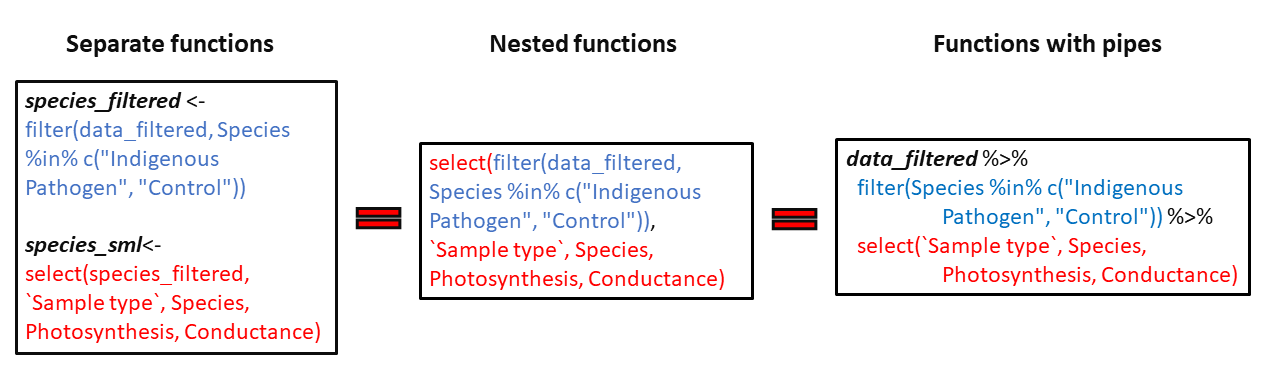 Separate functions
species_filtered <-
filter(data_filtered, Species
%in% c("Indigenous
Pathogen", "Control"))
species_sml<-
select(species_filtered,
`Sample type`, Species,
Photosynthesis, Conductance)
=
Nested functions
select(filter(data_filtered,
Species %in% c("Indigenous
Pathogen", "Control")),
`Sample type`, Species,
Photosynthesis, Conductance)
=
Functions with pipes
data_filtered %>%
filter(Species %in% c("Indigenous
Pathogen", "Control")) %>%
select(`Sample type`, Species,
Photosynthesis, Conductance)